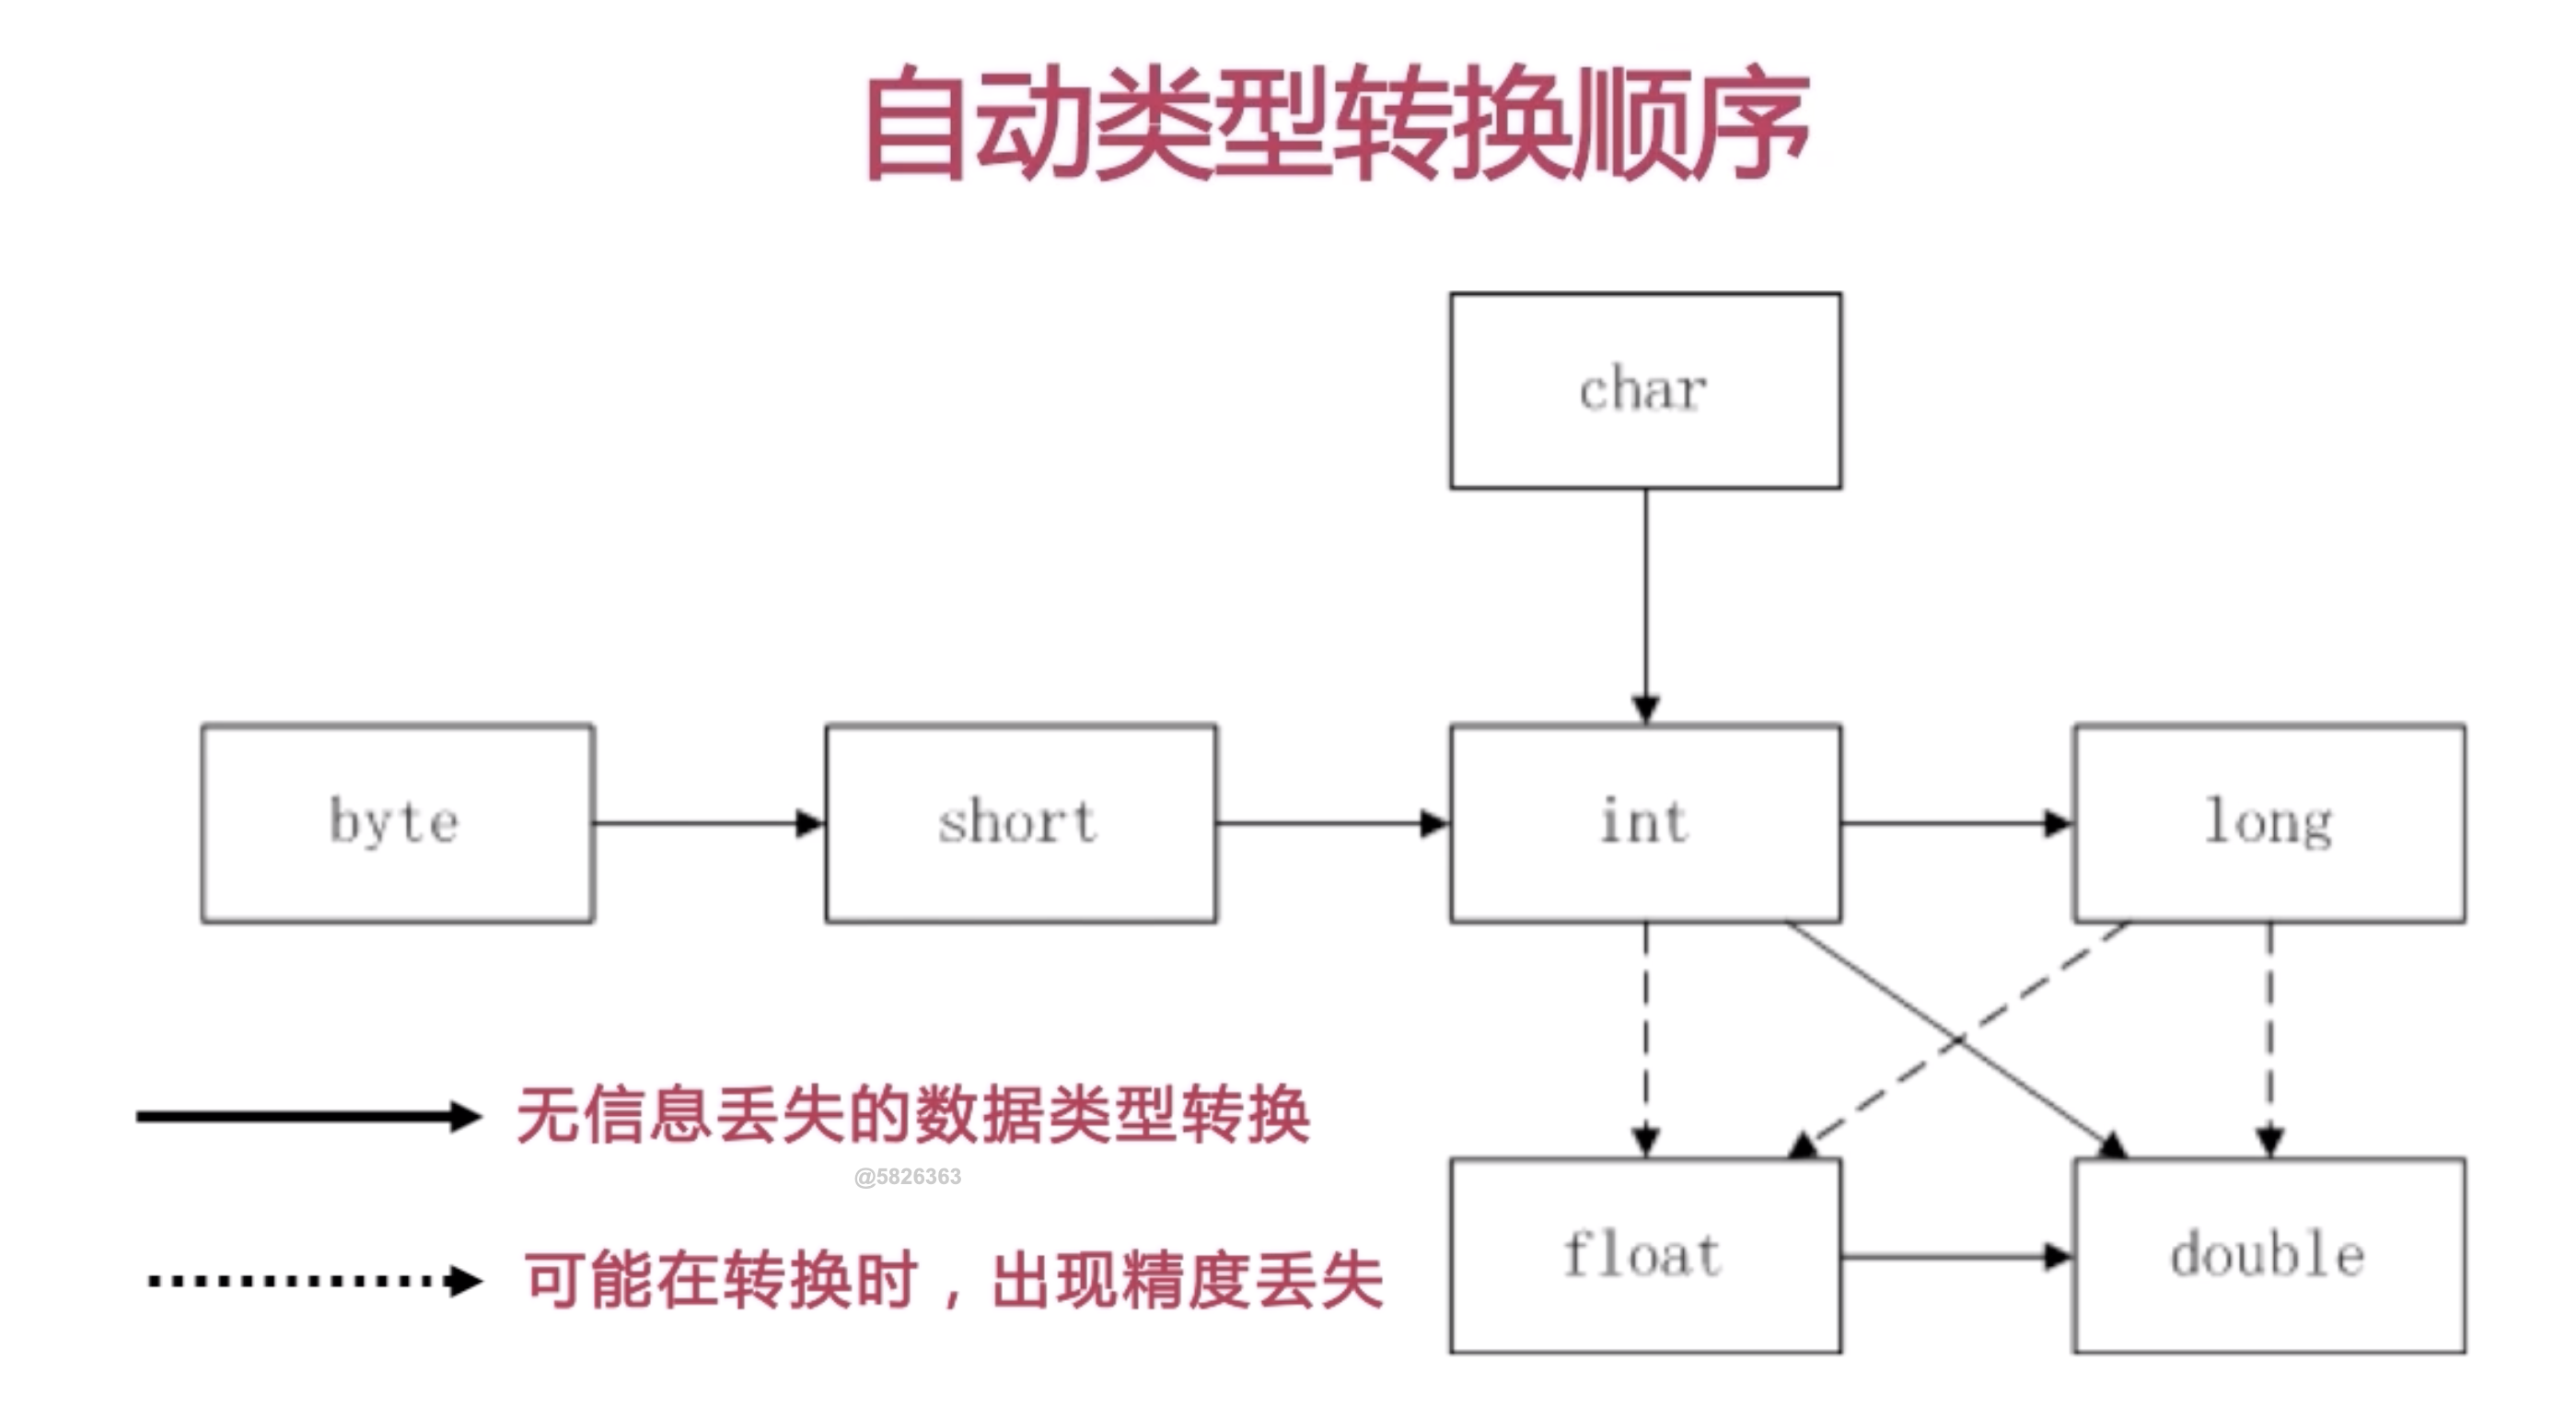 自动类型转换顺序
char
byte
short
int
long
无信息丢失的数据类型转换
@5826363
可能在转换时，出现精度丢失
float
double